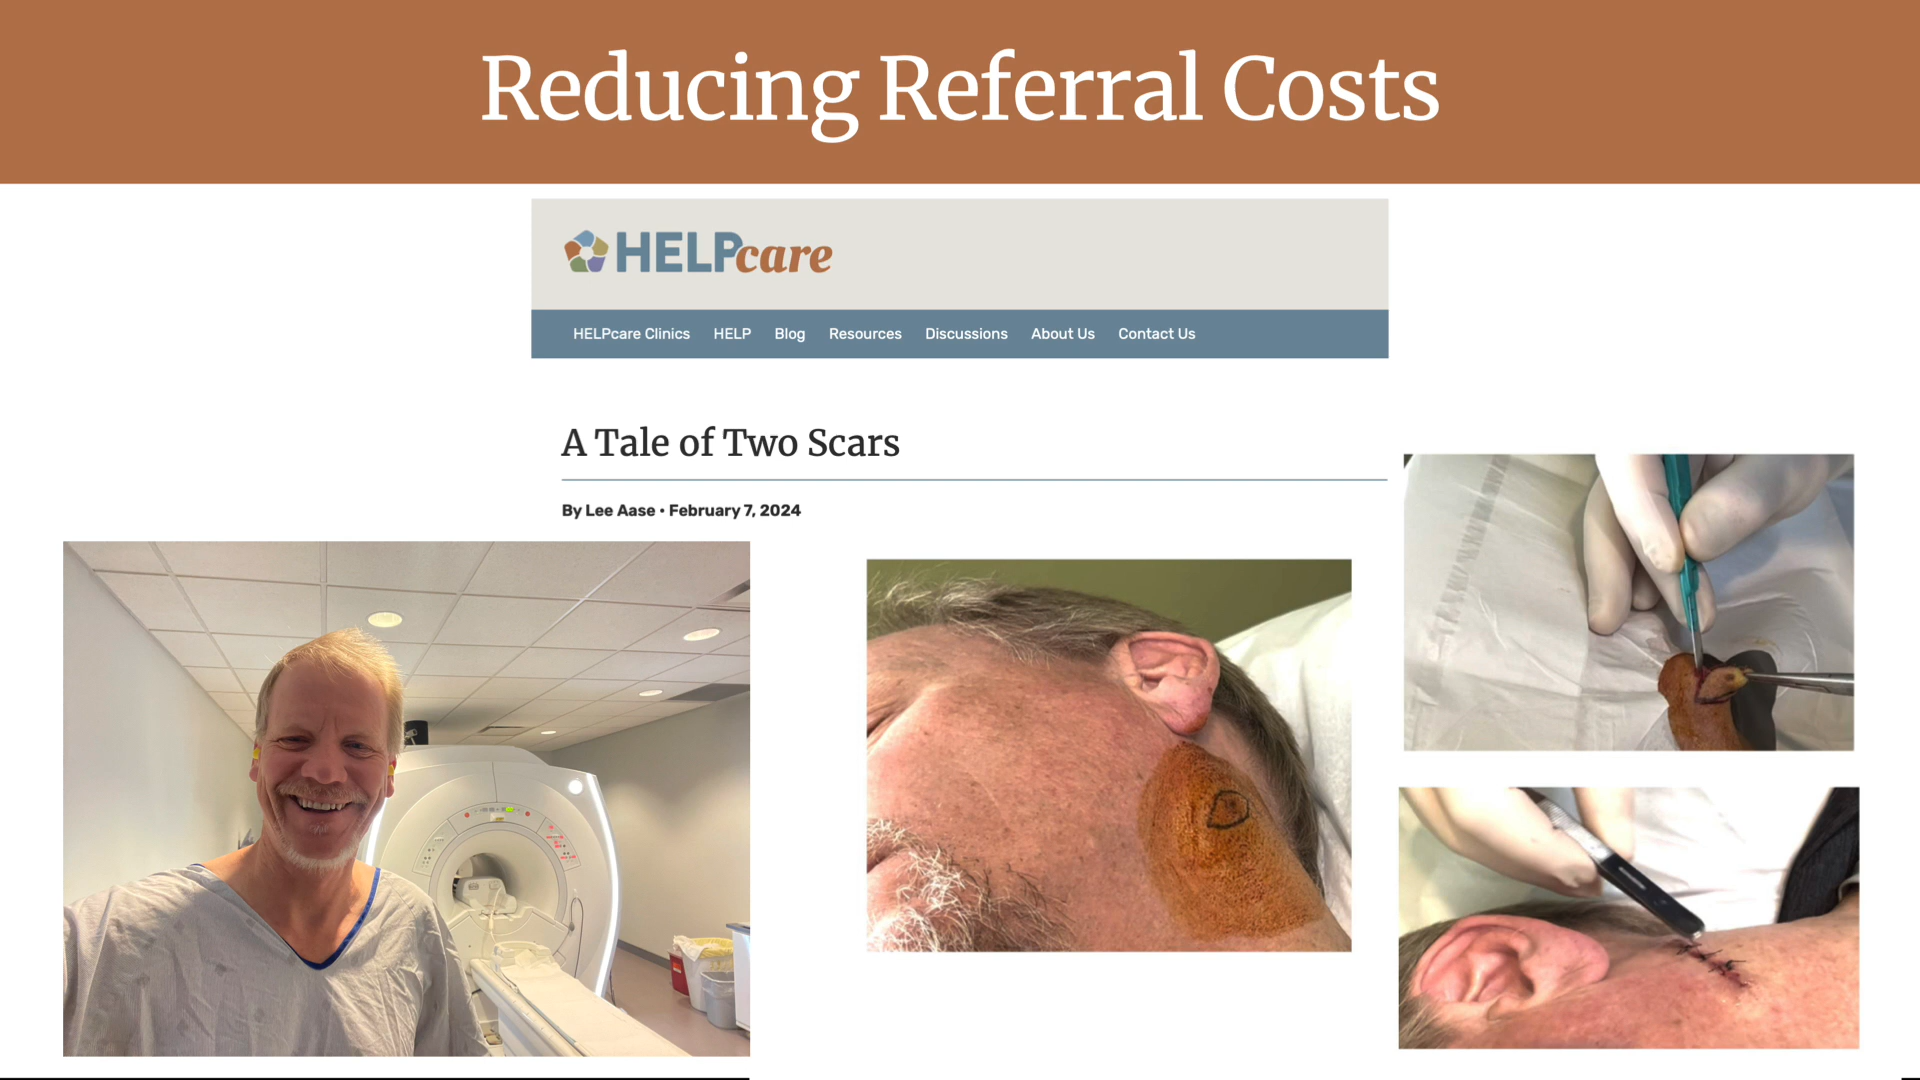 Reducing Referral Costs
HELPcare
HELPcare Clinics HELP Blog Resources Discussions About Us Contact Us
A Tale of Two Scars
By Lee Aase • February 7, 2024